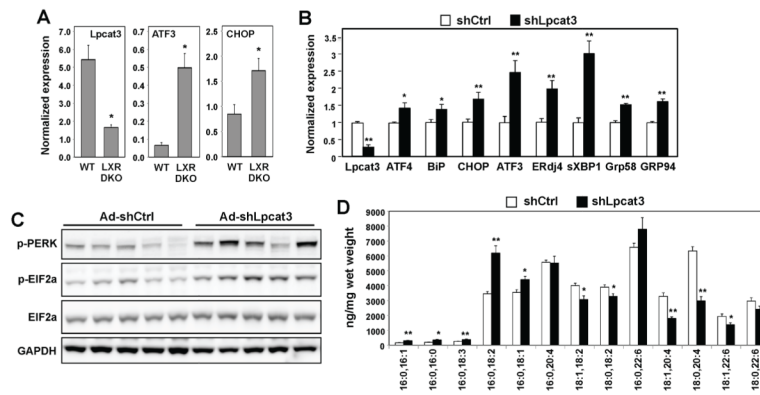 A
Lpcat3
ATF3
CHOP
Normalized expression
7.0
6.0
5.0
4.0
3.0
2.0
1.0
0.0
0.7
0.6
0.5
0.4
0.3
0.2
0.1
0.0
2.5
2.0
1.5
1.0
0.5
0.0
*
*
*
WT
LXR
DKO
WT
LXR
DKO
WT
LXR
DKO
B
shCtrl
shLpcat3
Normalized expression
3.5
3
2.5
2
1.5
1
0.5
0
**
*
*
**
**
**
**
**
**
Lpcat3 ATF4 BiP CHOP ATF3 ERdj4 sXBP1 Grp58 GRP94
C
Ad-shCtrl
Ad-shLpcat3
p-PERK
p-EIF2a
EIF2a
GAPDH
D
shCtrl
shLpcat3
ng/mg wet weight
9000
8000
7000
6000
5000
4000
3000
2000
1000
0
**
*
**
**
*
*
*
**
**
*
16:0,16:1
16:0,16:0
16:0,18:3
16:0,18:2
16:0,18:1
16:0,20:4
18:1,18:2
18:0,18:2
16:0,22:6
18:1,20:4
18:0,20:4
18:1,22:6
18:0,22:6